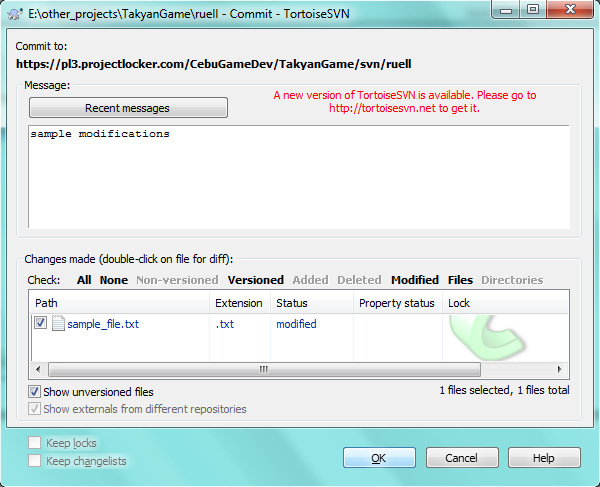 E:\other_projects\TakyanGame\ruell - Commit - TortoiseSVN
Commit to:
https://pl3.projectlocker.com/CebuGameDev/TakyanGame/svn/ruell
Message:
Recent messages
A new version of TortoiseSVN is available. Please go to
http://tortoisesvn.net to get it.
sample modifications
Changes made (double-click on file for diff):
Check: All None Non-versioned Versioned Added Deleted Modified Files Directories
Path Extension Status Property status Lock
sample_file.txt .txt modified
Show unversioned files 1 files selected, 1 files total
Show externals from different repositories
Keep locks
Keep changelists
OK Cancel Help